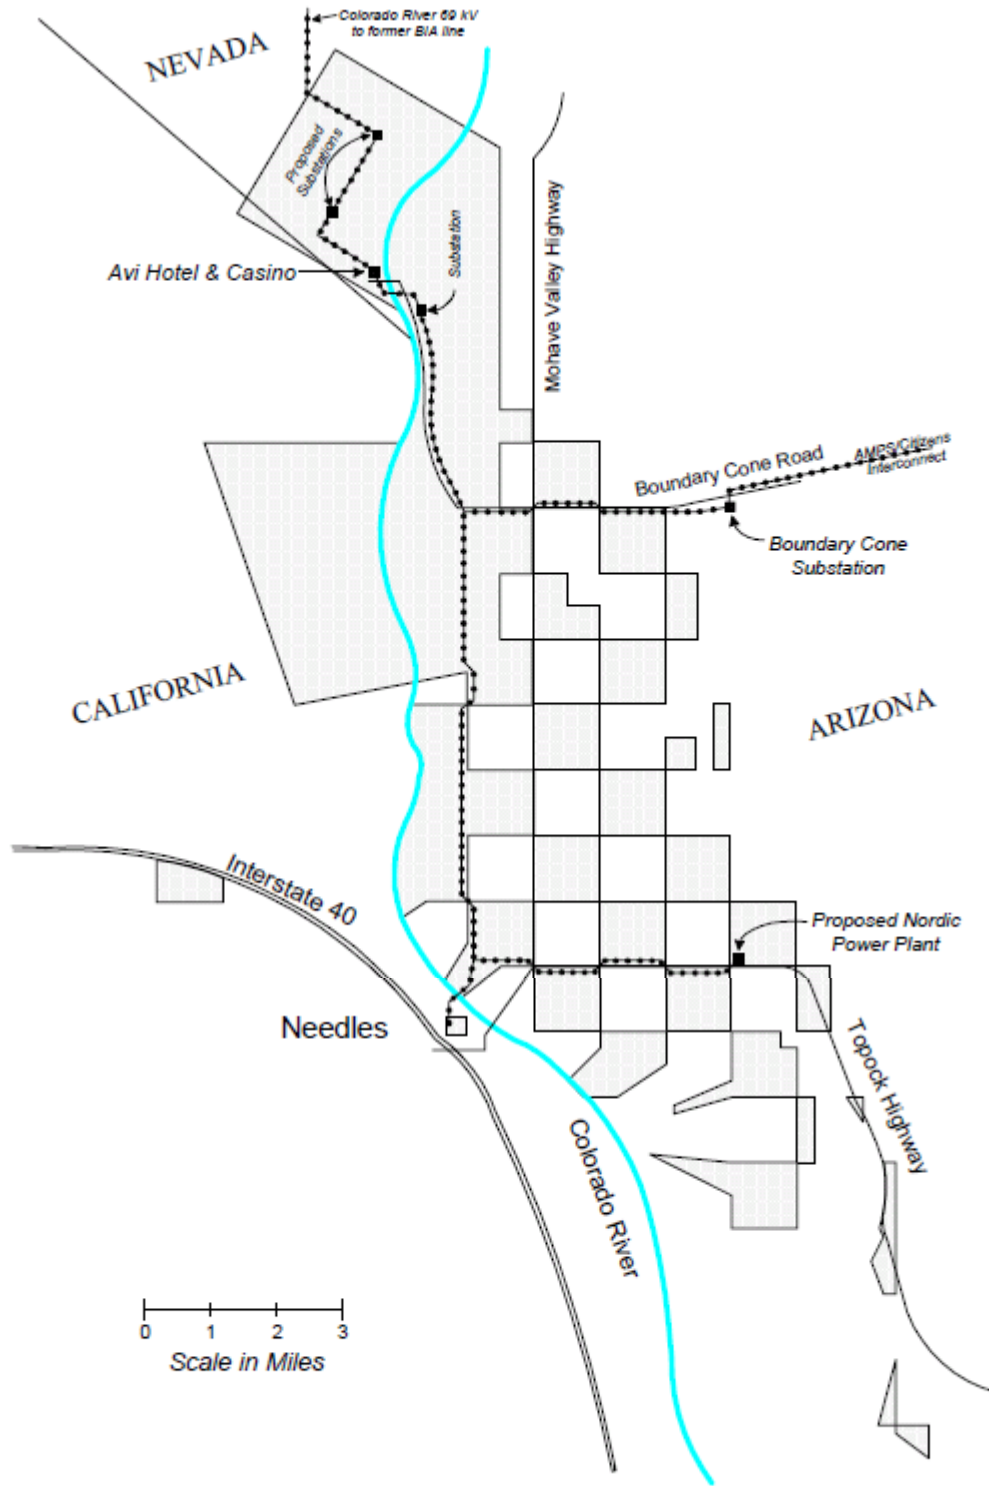 Colorado River 69 kV
to former BIA line
NEVADA
Proposed
Substations
Substation
Avi Hotel & Casino
Mohave Valley Highway
Boundary Cone Road
AMPS/Citizens
Interconnect
Boundary Cone
Substation
CALIFORNIA
ARIZONA
Interstate 40
Proposed Nordic
Power Plant
Needles
Topock Highway
Colorado River
0 1 2 3
Scale in Miles